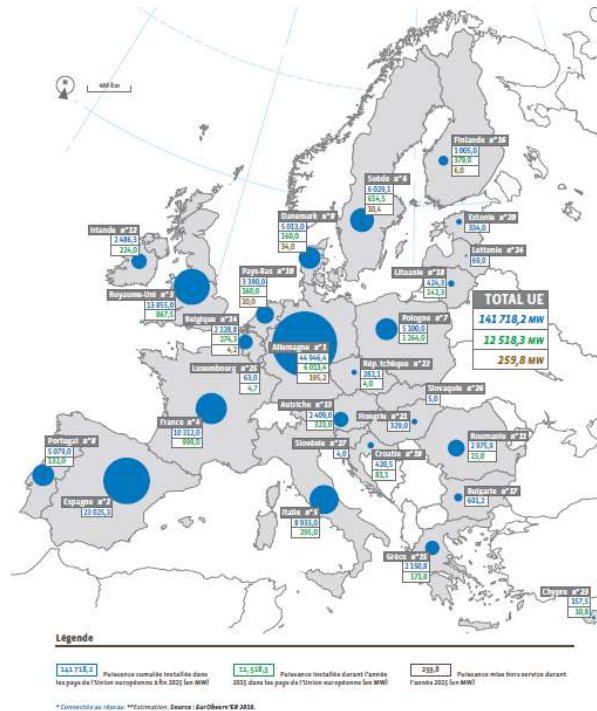 400 km
Finlande n°16
1 005,0
379,0
6,0
Suède n°6
6 029,1
614,5
10,4
Estonie n°20
334,0
Danemark n°9
5 013,0
160,0
34,0
Lettonie n°24
69,0
Irlande n°12
2 486,3
224,0
Lituanie n°18
424,3
142,3
Pays-Bas n°10
3 390,0
160,0
10,0
Royaume-Uni n°3
13 855,0
867,5
TOTAL UE
141 718,2 MW
12 518,3 MW
259,8 MW
Belgique n°14
2 228,8
274,3
4,2
Pologne n°7
5 100,0
1 264,0
Allemagne n°1
44 946,4
6 013,4
195,2
Rép. tchèque n°22
282,1
4,0
Luxembourg n°25
63,0
4,7
Slovaquie n°26
5,0
Autriche n°13
2 409,0
323,0
Hongrie n°21
329,0
France n°4
10 312,0
999,0
Roumanie n°11
2 975,9
23,0
Slovénie n°27
4,0
Portugal n°8
5 079,0
132,0
Croatie n°19
420,5
81,1
Espagne n°2
23 025,3
Bulgarie n°17
691,2
Italie n°5
8 933,0
295,0
Grèce n°15
2 150,8
171,8
Chypre n°23
157,5
10,8
Légende
141 718,2 Puissance cumulée installée dans les pays de l'Union européenne à fin 2015 (en MW)
12 518,3 Puissance installée durant l'année 2015 dans les pays de l'Union européenne (en MW)
259,8 Puissance mise hors service durant l'année 2015 (en MW)
* Connectée au réseau. **Estimation. Source : EurObserv'ER 2016.